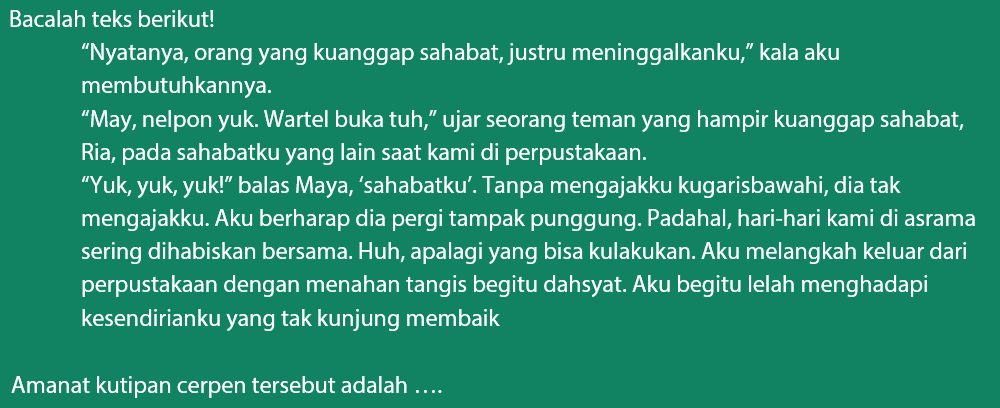 Bacalah teks berikut!
“Nyatanya, orang yang kuanggap sahabat, justru meninggalkanku,” kala aku
membutuhkannya.
“May, nelpon yuk. Wartel buka tuh,” ujar seorang teman yang hampir kuanggap sahabat,
Ria, pada sahabatku yang lain saat kami di perpustakaan.
“Yuk, yuk, yuk!” balas Maya, ‘sahabatku’. Tanpa mengajakku kugarisbawahi, dia tak
mengajakku. Aku berharap dia pergi tampak punggung. Padahal, hari-hari kami di asrama
sering dihabiskan bersama. Huh, apalagi yang bisa kulakukan. Aku melangkah keluar dari
perpustakaan dengan menahan tangis begitu dahsyat. Aku begitu lelah menghadapi
kesendirianku yang tak kunjung membaik
Amanat kutipan cerpen tersebut adalah ….